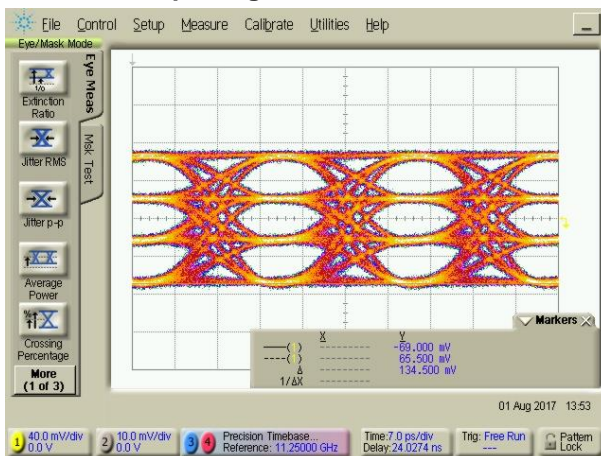 File Control Setup Measure Calibrate Utilities Help
Eye/Mask Mode
Eye Meas
Msk Test
Extinction
Ratio
Jitter RMS
Jitter p-p
Average
Power
Crossing
Percentage
More
(1 of 3)
Markers
X Y
-69.000 mV
65.500 mV
Δ 134.500 mV
1/ΔX
01 Aug 2017 13:53
1 40.0 mV/div
0.0 V
2 10.0 mV/div
0.0 V
3 4 Precision Timebase...
Reference: 11.25000 GHz
Time:7.0 ps/div
Delay:24.0274 ns
Trig: Free Run
---
Pattern
Lock